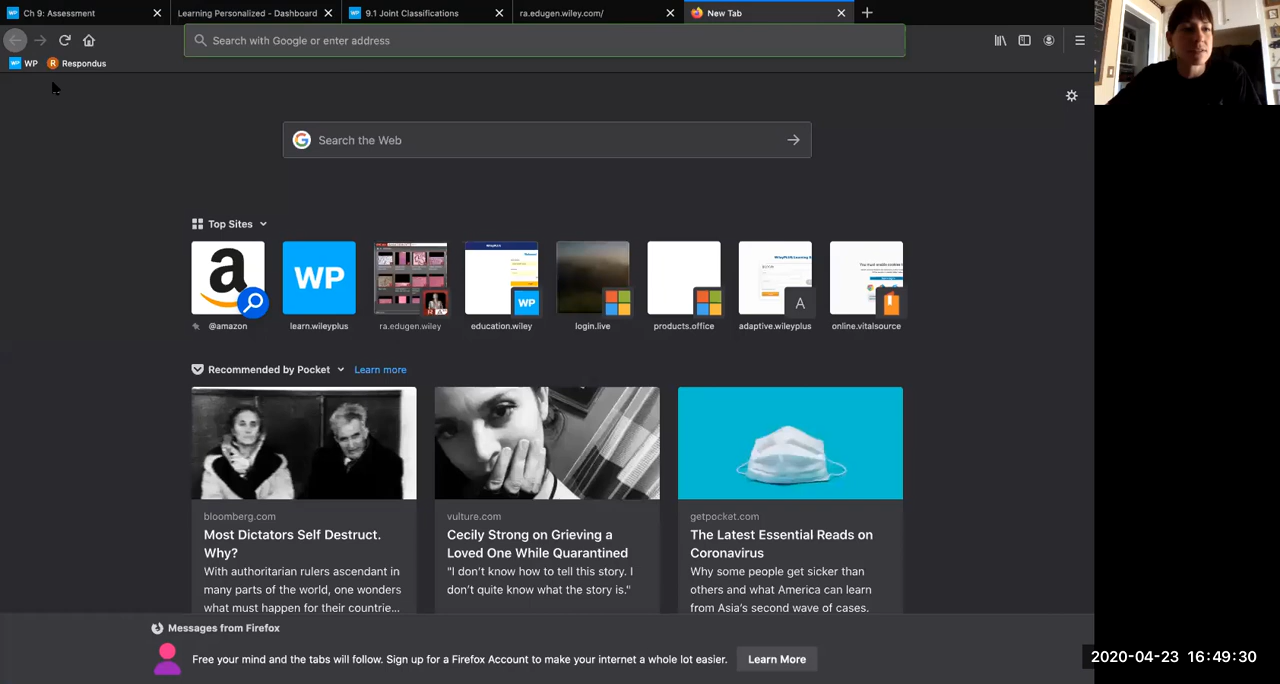 Ch 9: Assessment
Learning Personalized - Dashboard
WP 9.1 Joint Classifications
ra.edugen.wiley.com/
New Tab
Search with Google or enter address
WP WP R Respondus
Search the Web
Top Sites
a WP WP A
@amazon learn.wileyplus ra.edugen.wiley education.wiley login.live products.office adaptive.wileyplus online.vitalsource
Recommended by Pocket Learn more
bloomberg.com
Most Dictators Self Destruct.
Why?
With authoritarian rulers ascendant in
many parts of the world, one wonders
what must happen for their countrie...
vulture.com
Cecily Strong on Grieving a
Loved One While Quarantined
"I don't know how to tell this story. I
don't quite know what the story is."
getpocket.com
The Latest Essential Reads on
Coronavirus
Why some people get sicker than
others and what America can learn
from Asia's second wave of cases.
Messages from Firefox
Free your mind and the tabs will follow. Sign up for a Firefox Account to make your internet a whole lot easier. Learn More
2020-04-23 16:49:30